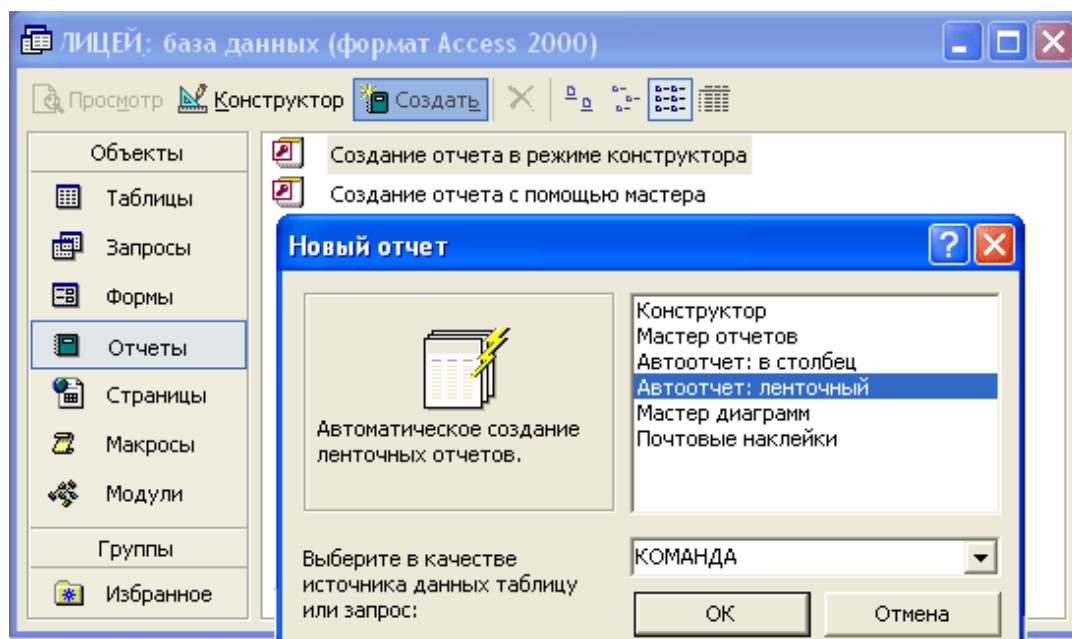 ЛИЦЕЙ: база данных (формат Access 2000)
Просмотр Конструктор Создать
Объекты
Таблицы
Запросы
Формы
Отчеты
Страницы
Макросы
Модули
Группы
Избранное
Создание отчета в режиме конструктора
Создание отчета с помощью мастера
Новый отчет
Автоматическое создание
ленточных отчетов.
Конструктор
Мастер отчетов
Автоотчет: в столбец
Автоотчет: ленточный
Мастер диаграмм
Почтовые наклейки
Выберите в качестве
источника данных таблицу
или запрос:
КОМАНДА
ОК
Отмена